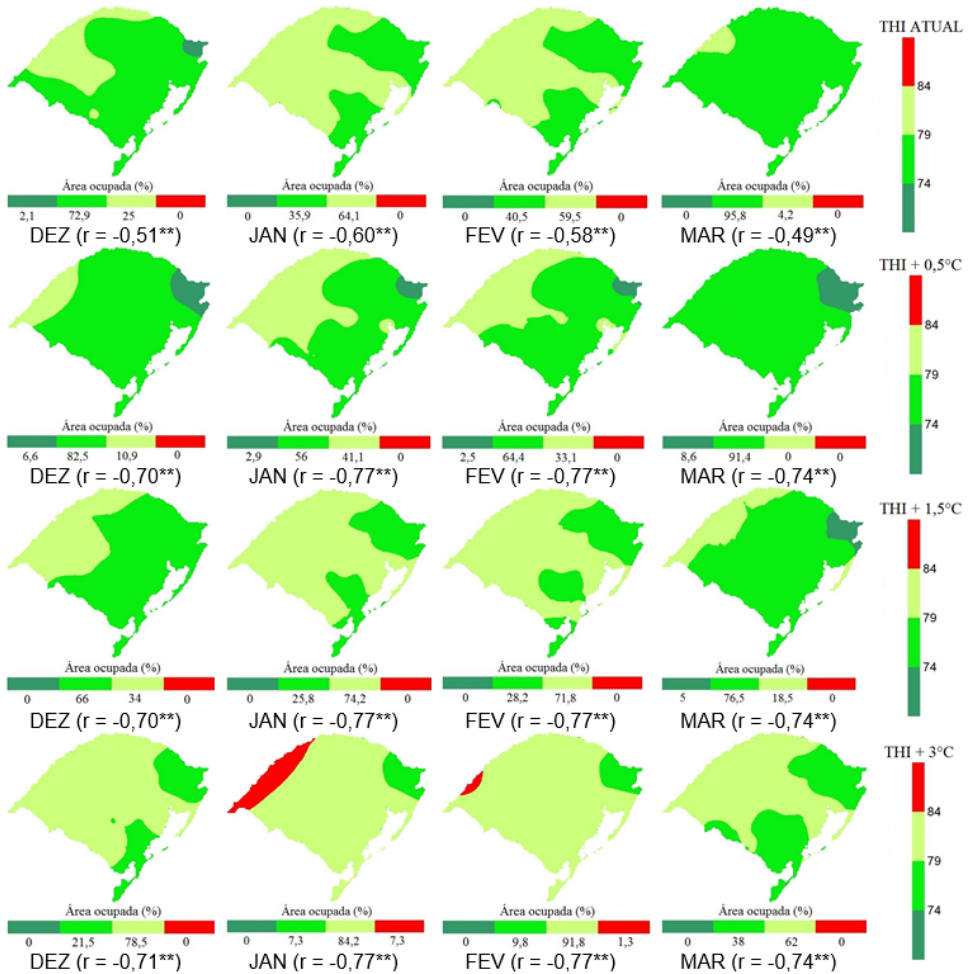 THI ATUAL
84
79
74
Área ocupada (%) Área ocupada (%) Área ocupada (%) Área ocupada (%)
2,1 72,9 25 0 0 35,9 64,1 0 0 40,5 59,5 0 0 95,8 4,2 0
DEZ (r = -0,51**) JAN (r = -0,60**) FEV (r = -0,58**) MAR (r = -0,49**)
THI + 0,5°C
84
79
74
Área ocupada (%) Área ocupada (%) Área ocupada (%) Área ocupada (%)
6,6 82,5 10,9 0 2,9 56 41,1 0 2,5 64,4 33,1 0 8,6 91,4 0 0
DEZ (r = -0,70**) JAN (r = -0,77**) FEV (r = -0,77**) MAR (r = -0,74**)
THI + 1,5°C
84
79
74
Área ocupada (%) Área ocupada (%) Área ocupada (%) Área ocupada (%)
0 66 34 0 0 25,8 74,2 0 0 28,2 71,8 0 5 76,5 18,5 0
DEZ (r = -0,70**) JAN (r = -0,77**) FEV (r = -0,77**) MAR (r = -0,74**)
THI + 3°C
84
79
74
Área ocupada (%) Área ocupada (%) Área ocupada (%) Área ocupada (%)
0 21,5 78,5 0 0 7,3 84,2 7,3 0 9,8 91,8 1,3 0 38 62 0
DEZ (r = -0,71**) JAN (r = -0,77**) FEV (r = -0,77**) MAR (r = -0,74**)